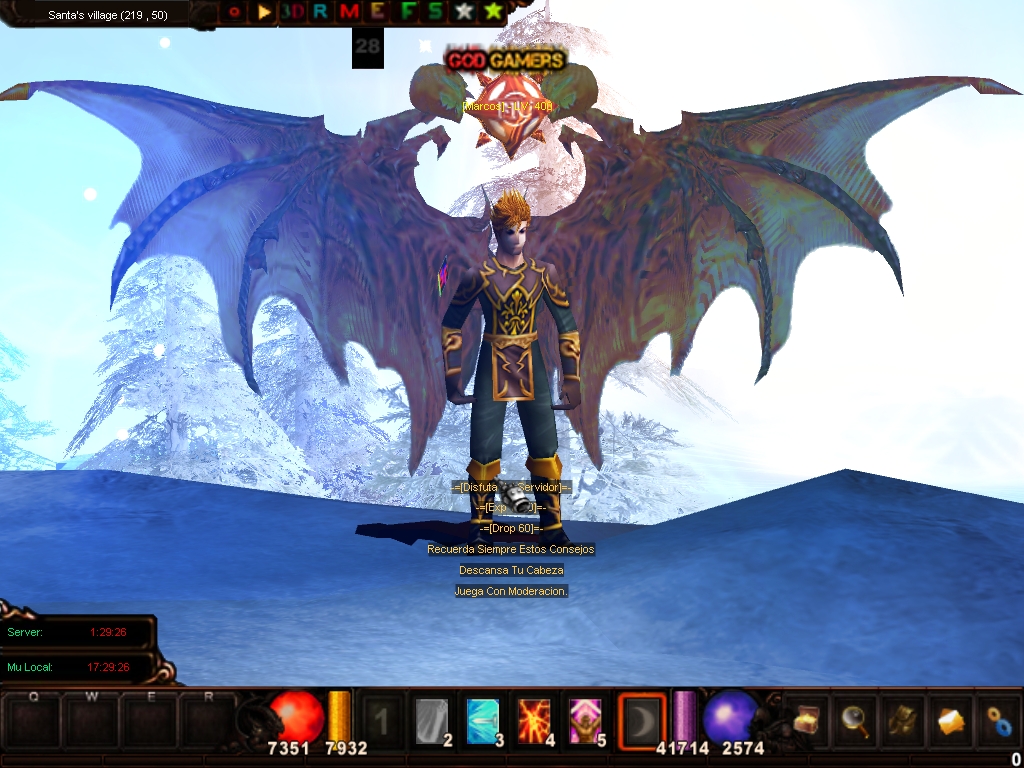 Santa's village (219 , 50)
3D R M E F S
28
GOD GAMERS
[Marcos]
-=[Disfuta Servidor]=-
-=[Exp
-=[Drop 60]=-
Recuerda Siempre Estos Consejos
Descansa Tu Cabeza
Juega Con Moderacion.
Server: 1:29:26
Mu Local: 17:29:26
Q W E R
1 2 3 4 5
7351 7932 41714 2574
0